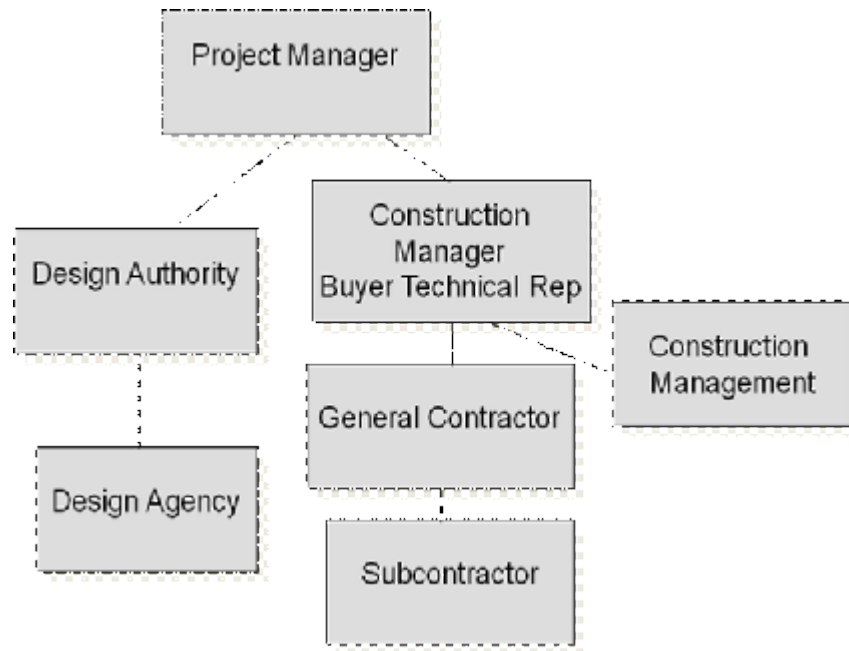 Project Manager
Design Authority
Construction
Manager
Buyer Technical Rep
Construction
Management
General Contractor
Design Agency
Subcontractor